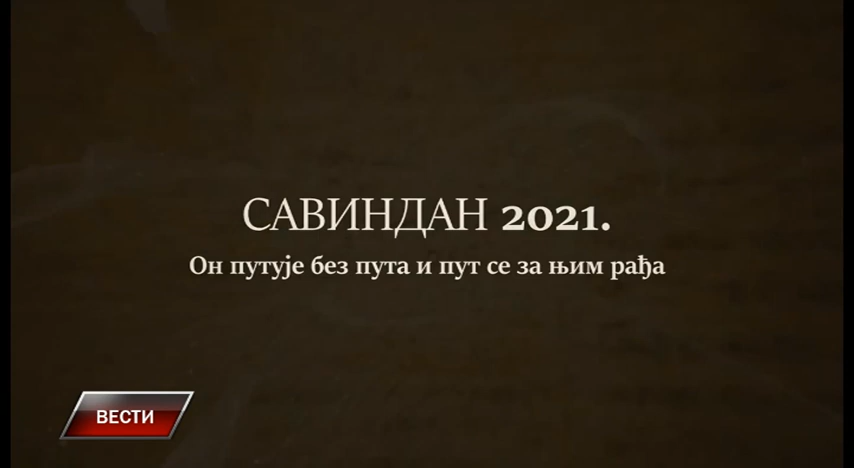 САВИНДАН 2021.
Он путује без пута и пут се за њим рађа
ВЕСТИ